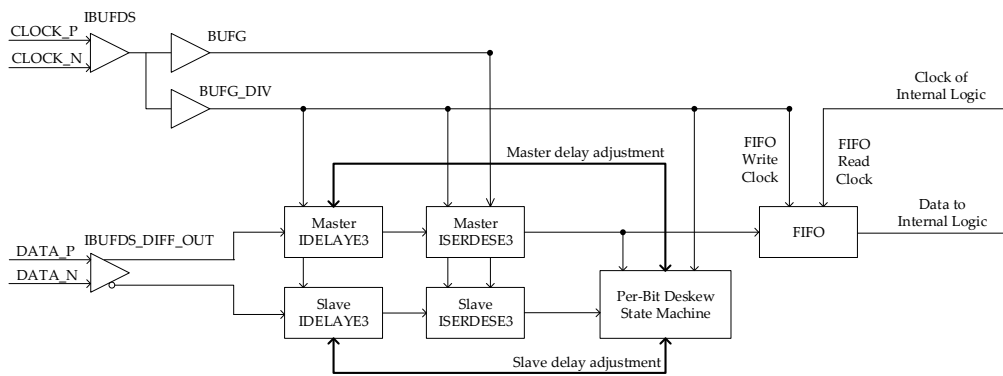 IBUFDS
CLOCK_P
CLOCK_N
BUFG
BUFG_DIV
Clock of
Internal Logic
Master delay adjustment
FIFO
Write
Clock
FIFO
Read
Clock
Data to
Internal Logic
IBUFDS_DIFF_OUT
DATA_P
DATA_N
Master
IDELAYE3
Master
ISERDESE3
FIFO
Slave
IDELAYE3
Slave
ISERDESE3
Per-Bit Deskew
State Machine
Slave delay adjustment